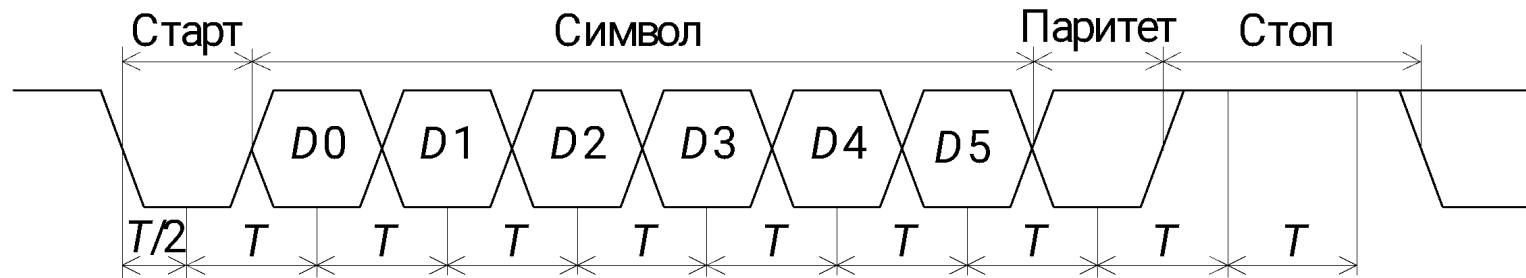 Старт Символ Паритет Стоп
D0 D1 D2 D3 D4 D5
T/2 T T T T T T T T T